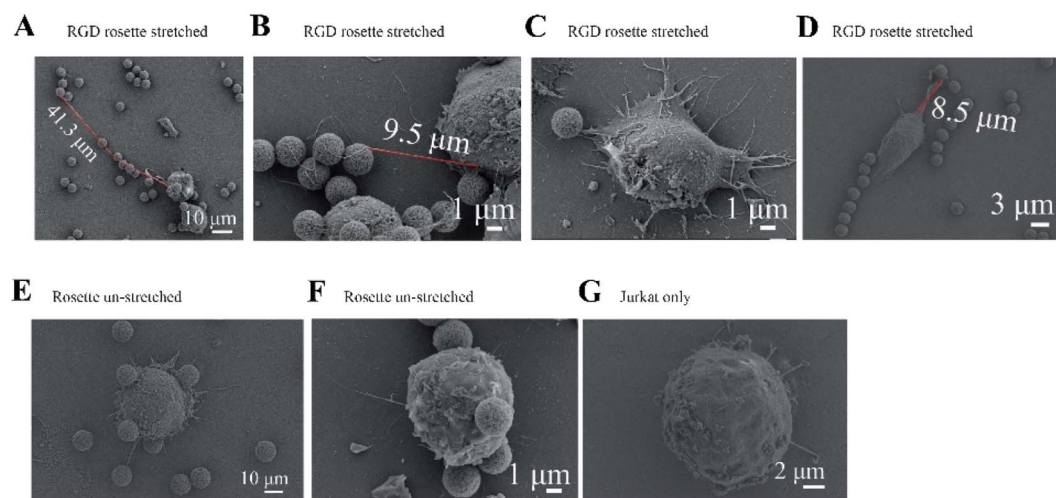 A RGD rosette stretched
B RGD rosette stretched
C RGD rosette stretched
D RGD rosette stretched
41.3 μm
10 μm
9.5 μm
1 μm
1 μm
8.5 μm
3 μm
E Rosette un-stretched
F Rosette un-stretched
G Jurkat only
10 μm
1 μm
2 μm